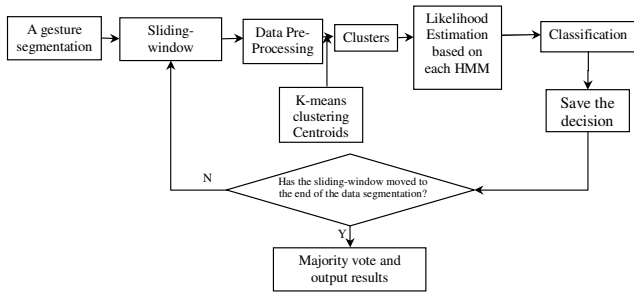 A gesture
segmentation
Sliding-
window
Data Pre-
Processing
Clusters
Likelihood
Estimation
based on
each HMM
Classification
K-means
clustering
Centroids
Save the
decision
Has the sliding-window moved to
the end of the data segmentation?
N
Y
Majority vote and
output results